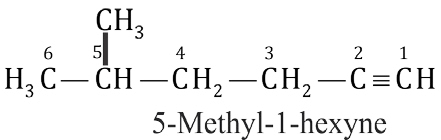 CH₃
6 5 4 3 2 1
H₃C—CH—CH₂—CH₂—C≡CH
5-Methyl-1-hexyne